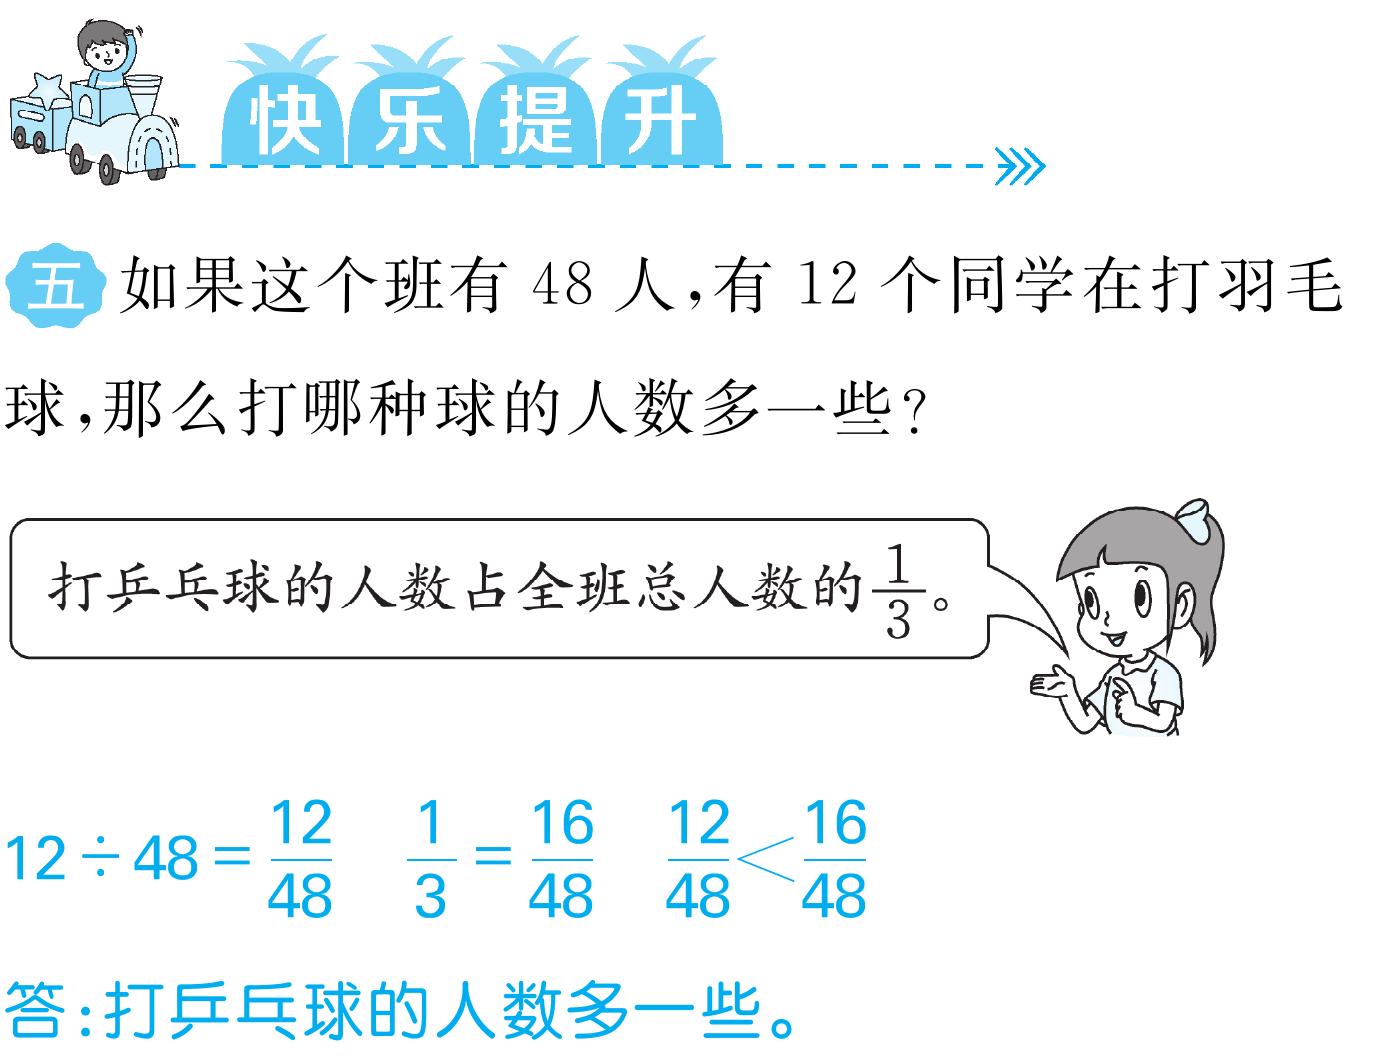 快乐提升
五 如果这个班有 48 人,有 12 个同学在打羽毛
球,那么打哪种球的人数多一些?
打乒乓球的人数占全班总人数的1/3。
12÷48=12/48 1/3=16/48 12/48<16/48
答:打乒乓球的人数多一些。